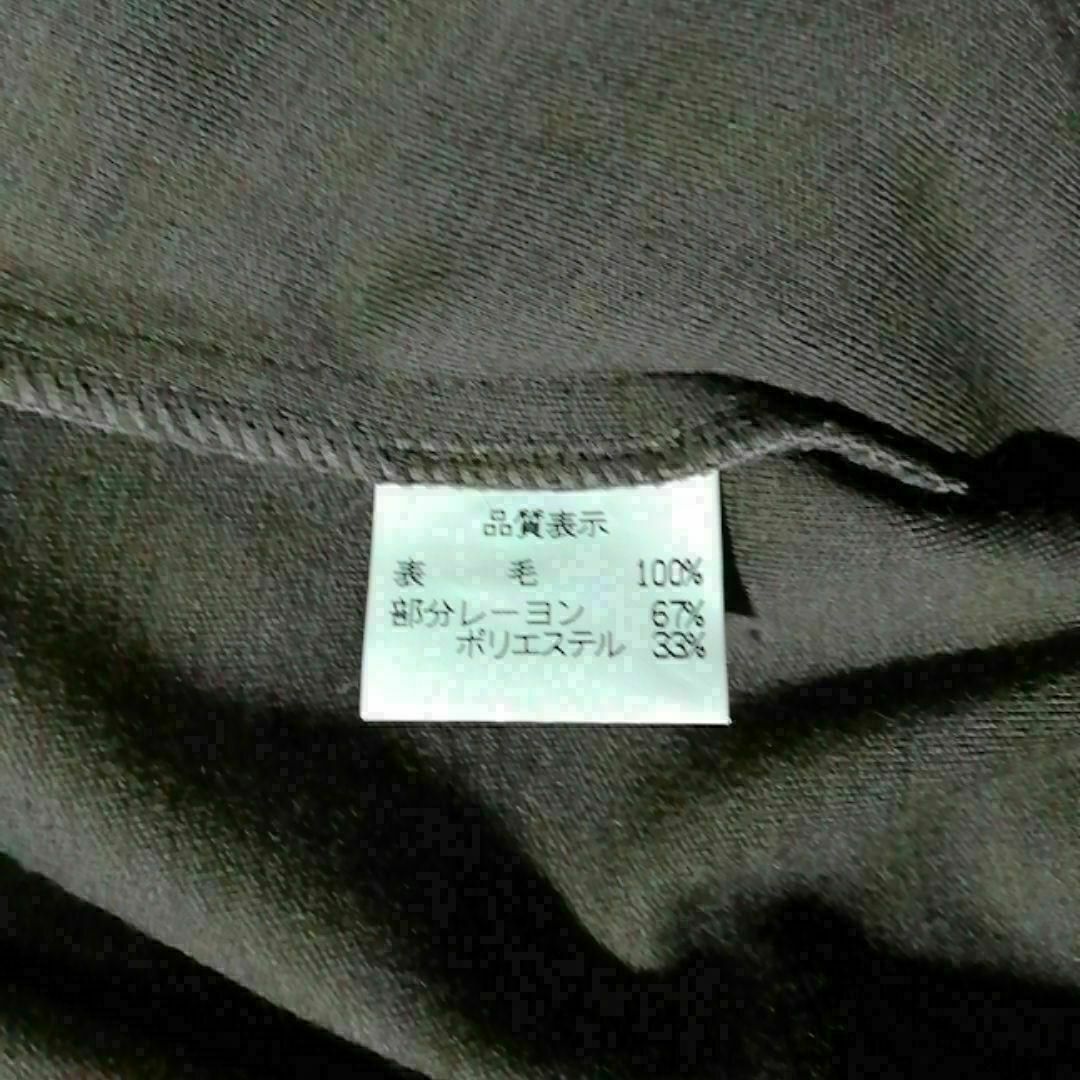 品質表示
表 毛 100%
部分レーヨン 67%
ポリエステル 33%